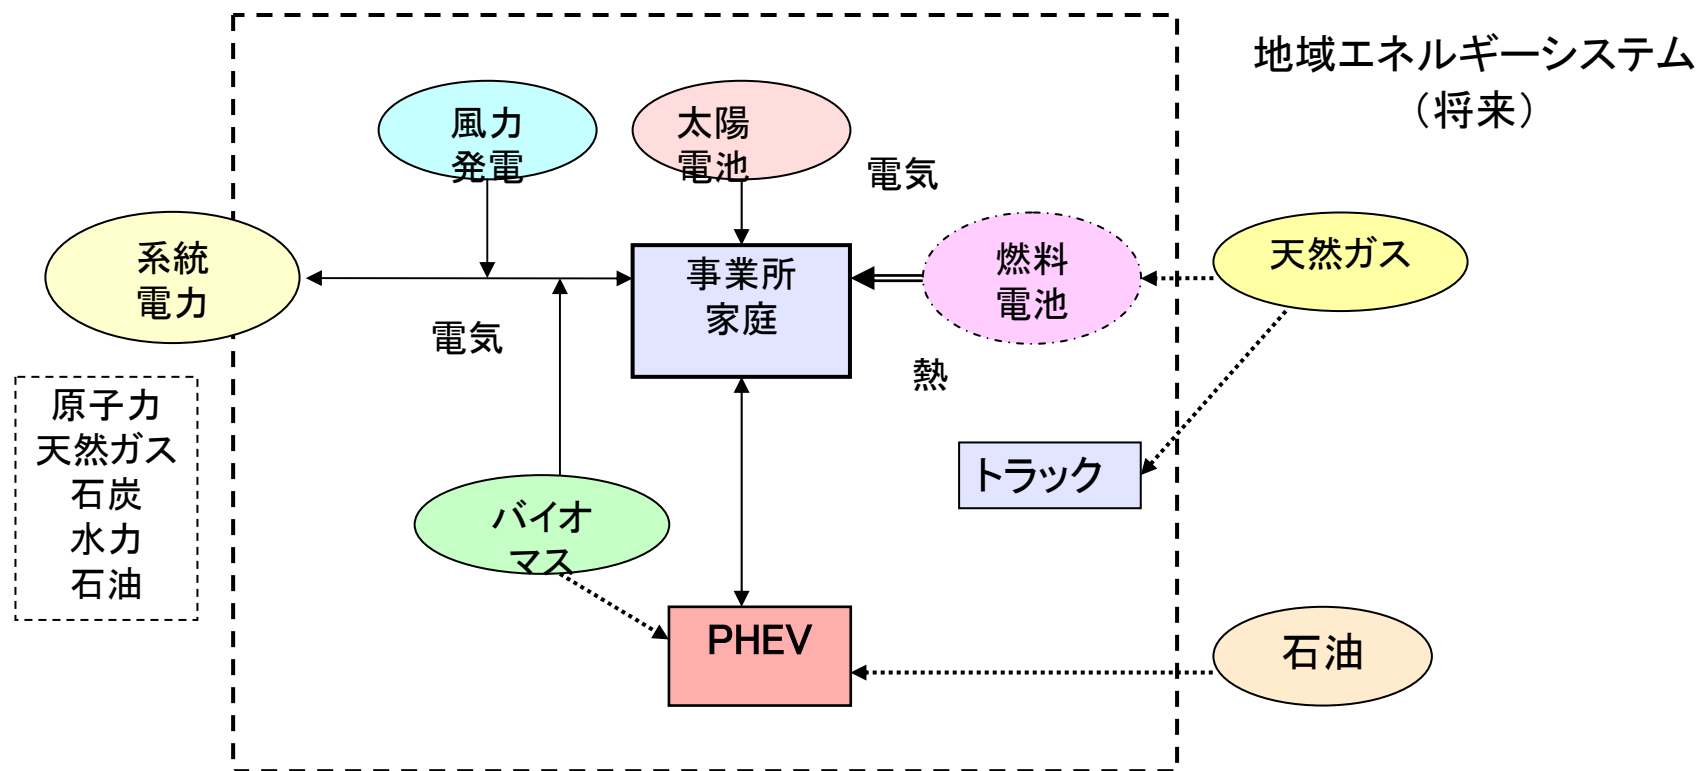 地域エネルギーシステム
（将来）
風力
発電
太陽
電池
電気
系統
電力
事業所
家庭
燃料
電池
天然ガス
電気
熱
原子力
天然ガス
石炭
水力
石油
トラック
バイオ
マス
PHEV
石油